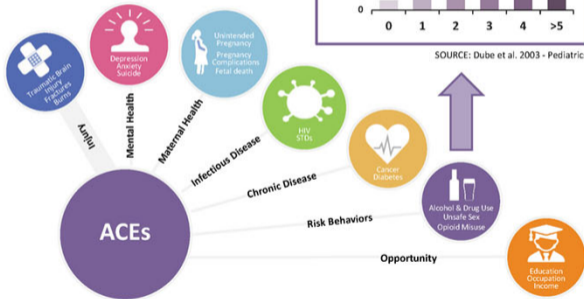 0
0 1 2 3 4 >5
SOURCE: Dube et al. 2003 - Pediatric
Traumatic Brain
Injury
Fractures
Burns
Depression
Anxiety
Suicide
Unintended
Pregnancy
Pregnancy
Complications
Fetal death
HIV
STDs
Cancer
Diabetes
Alcohol & Drug Use
Unsafe Sex
Opioid Misuse
Education
Occupation
Income
Injury
Mental Health
Maternal Health
Infectious Disease
Chronic Disease
Risk Behaviors
Opportunity
ACEs